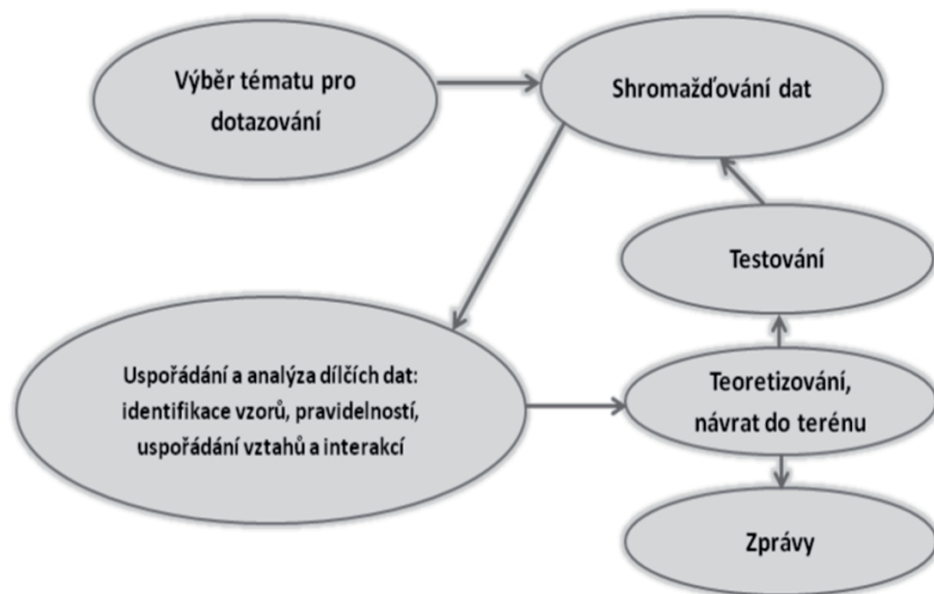 Výběr tématu pro
dotazování
Shromažďování dat
Testování
Uspořádání a analýza dílčích dat:
identifikace vzorů, pravidelností,
uspořádání vztahů a interakcí
Teoretizování,
návrat do terénu
Zprávy